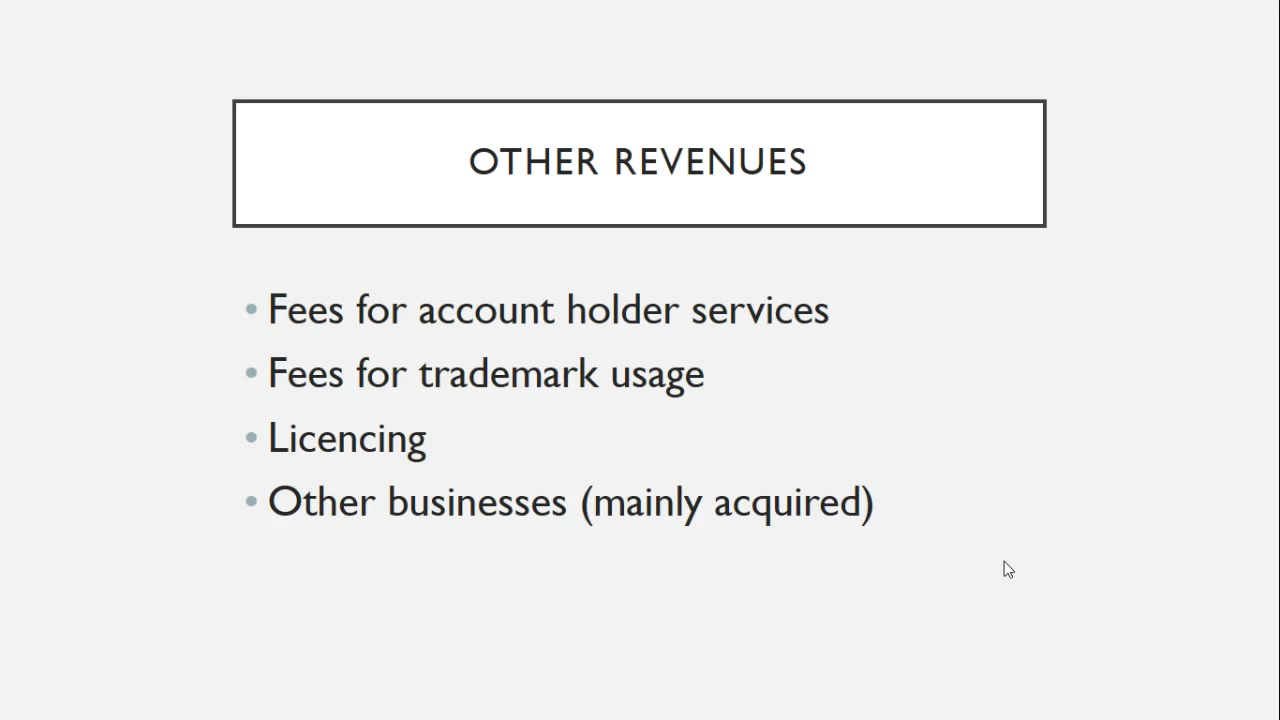 OTHER REVENUES
• Fees for account holder services
• Fees for trademark usage
• Licencing
• Other businesses (mainly acquired)